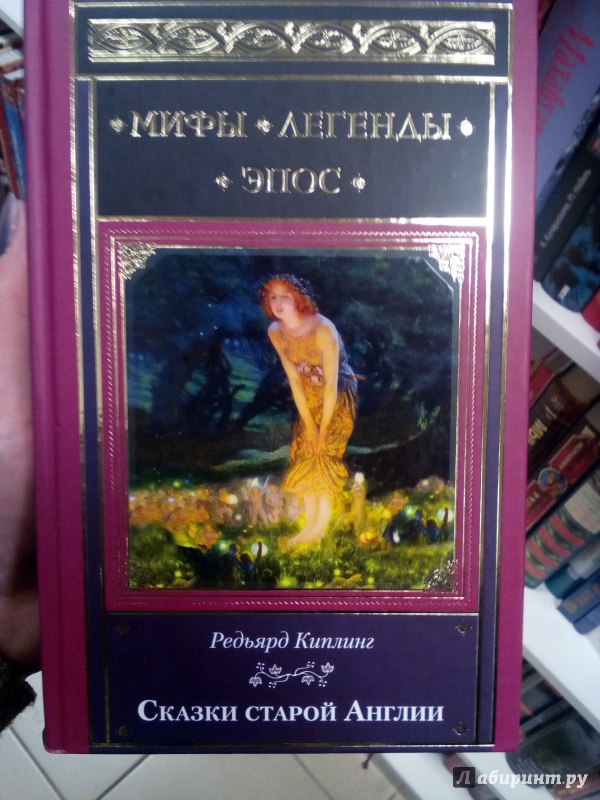 МИФЫ ЛЕГЕНДЫ
ЭПОС
Редьярд Киплинг
Сказки старой Англии
Лабиринт.ру